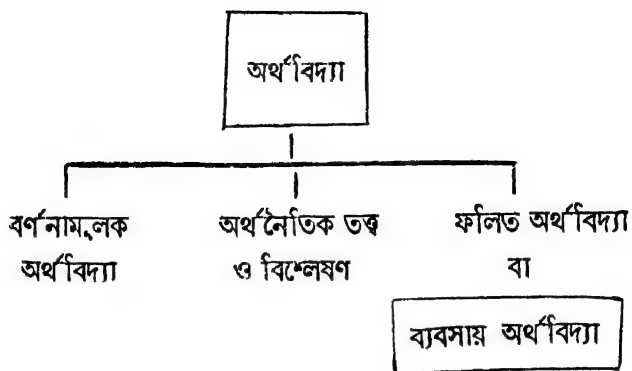 অর্থবিদ্যা
বর্ণনামূলক অর্থনৈতিক তত্ত্ব ফলিত অর্থবিদ্যা
অর্থবিদ্যা ও বিশ্লেষণ বা
ব্যবসায় অর্থবিদ্যা